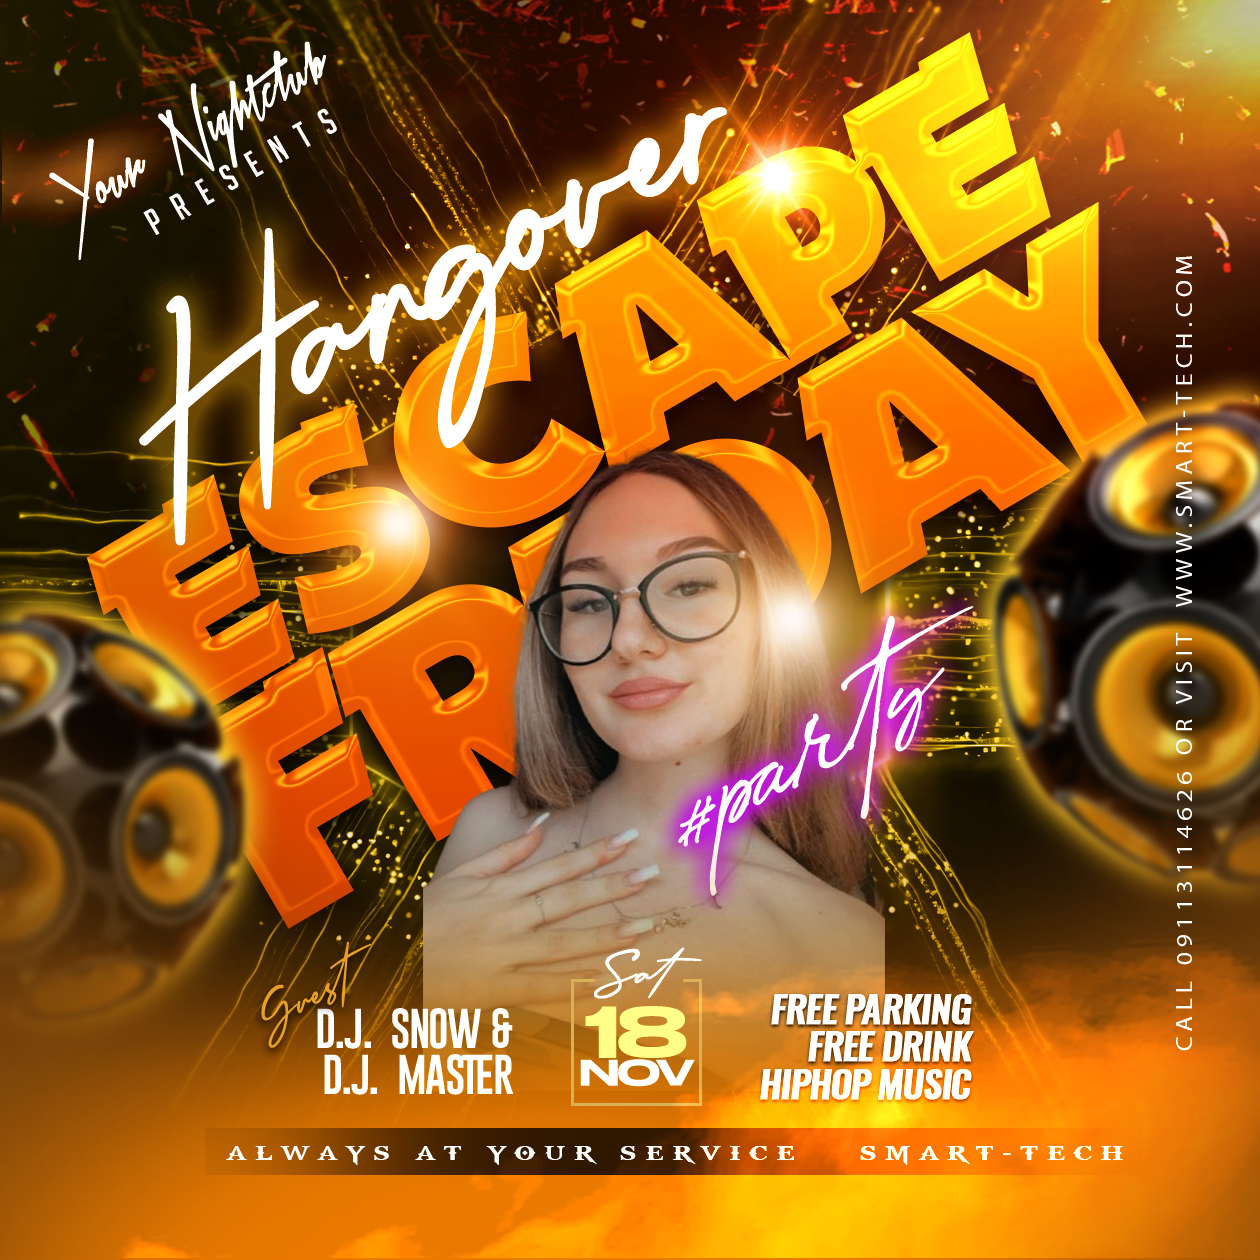 Your Nightclub
PRESENTS
Hangover
ESCAPE
FRIDAY
#party
CALL 09113114626 OR VISIT WWW.SMART-TECH.COM
Guest
D.J. SNOW &
D.J. MASTER
Sat
18
NOV
FREE PARKING
FREE DRINK
HIPHOP MUSIC
ALWAYS AT YOUR SERVICE SMART-TECH